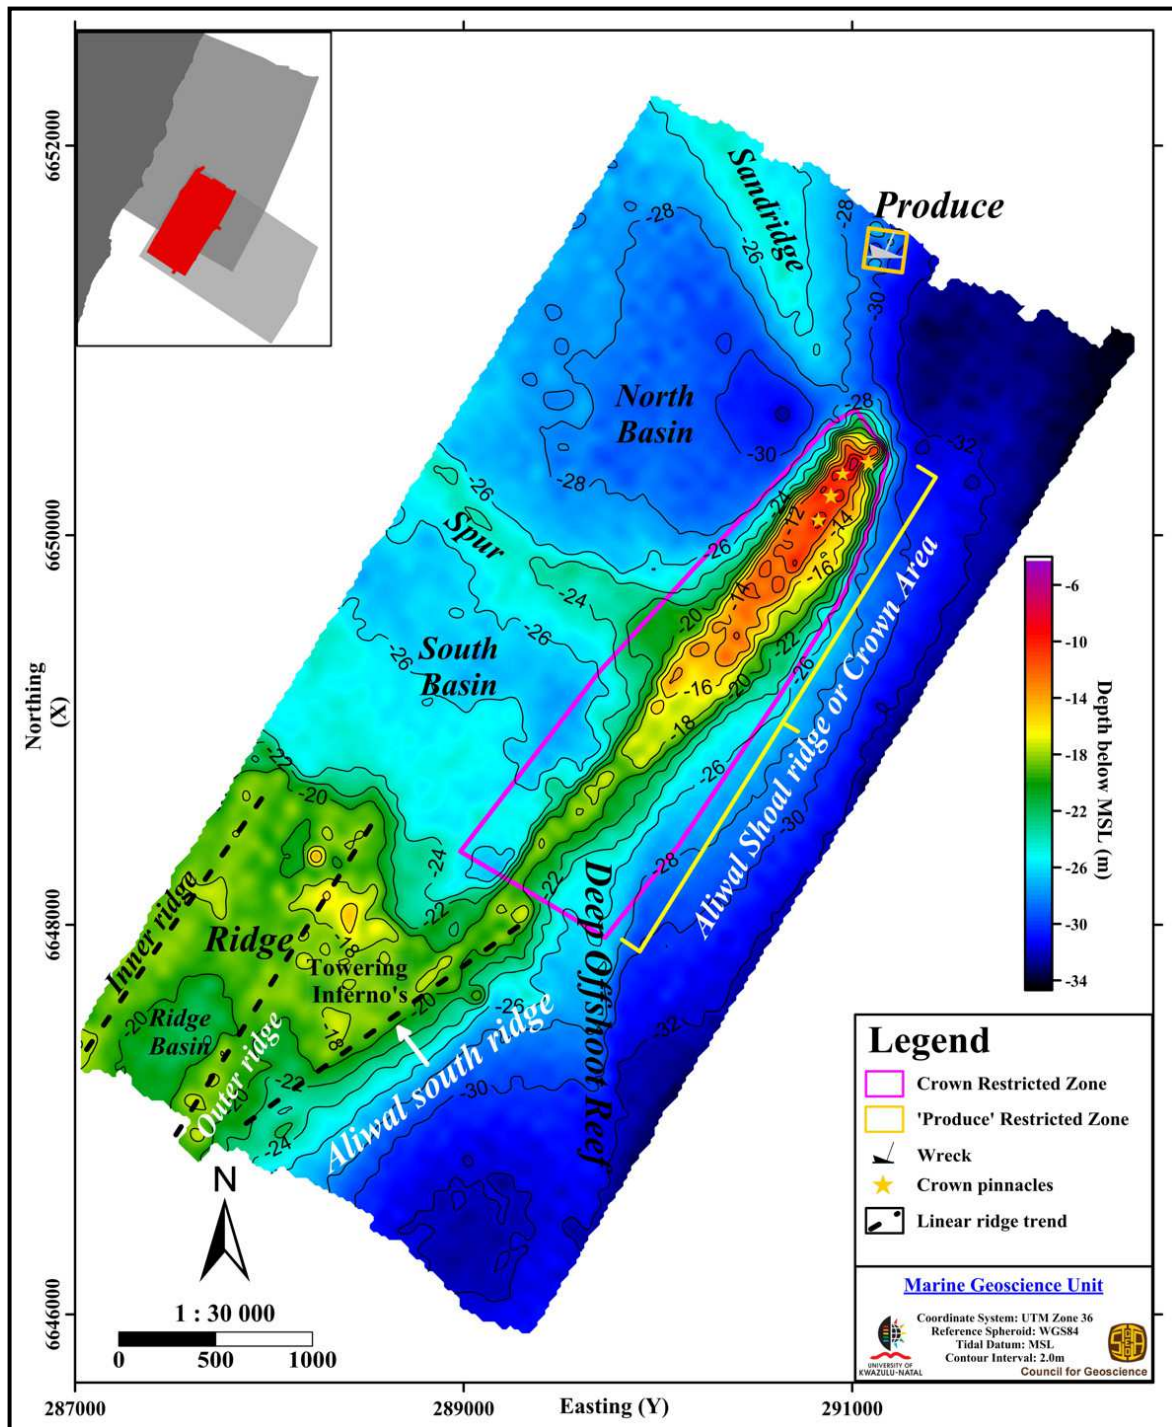 6652000
6650000
6648000
6646000
Northing
(X)
287000
289000
Easting (Y)
291000
Sandridge
Produce
North
Basin
Spur
South
Basin
Inner ridge
Ridge
Towering
Inferno's
Ridge
Basin
Outer ridge
Aliwal south ridge
Deep Offshoot Reef
Aliwal Shoal ridge or Crown Area
-28
-26
-28
-30
-28
-32
-30
-28
-26
-24
-26
-26
-24
-12
-14
-16
-14
-20
-16
-18
-20
-22
-26
-26
-24
-26
-28
-30
-22
-20
-24
-22
-22
-18
-20
-20
-18
-26
-32
-30
-22
-20
-24
-6
-10
-14
-18
-22
-26
-30
-34
Depth below MSL (m)
N
1 : 30 000
0 500 1000
Legend
Crown Restricted Zone
'Produce' Restricted Zone
Wreck
Crown pinnacles
Linear ridge trend
Marine Geoscience Unit
Coordinate System: UTM Zone 36
Reference Spheroid: WGS84
Tidal Datum: MSL
Contour Interval: 2.0m
UNIVERSITY OF
KWAZULU-NATAL
Council for Geoscience